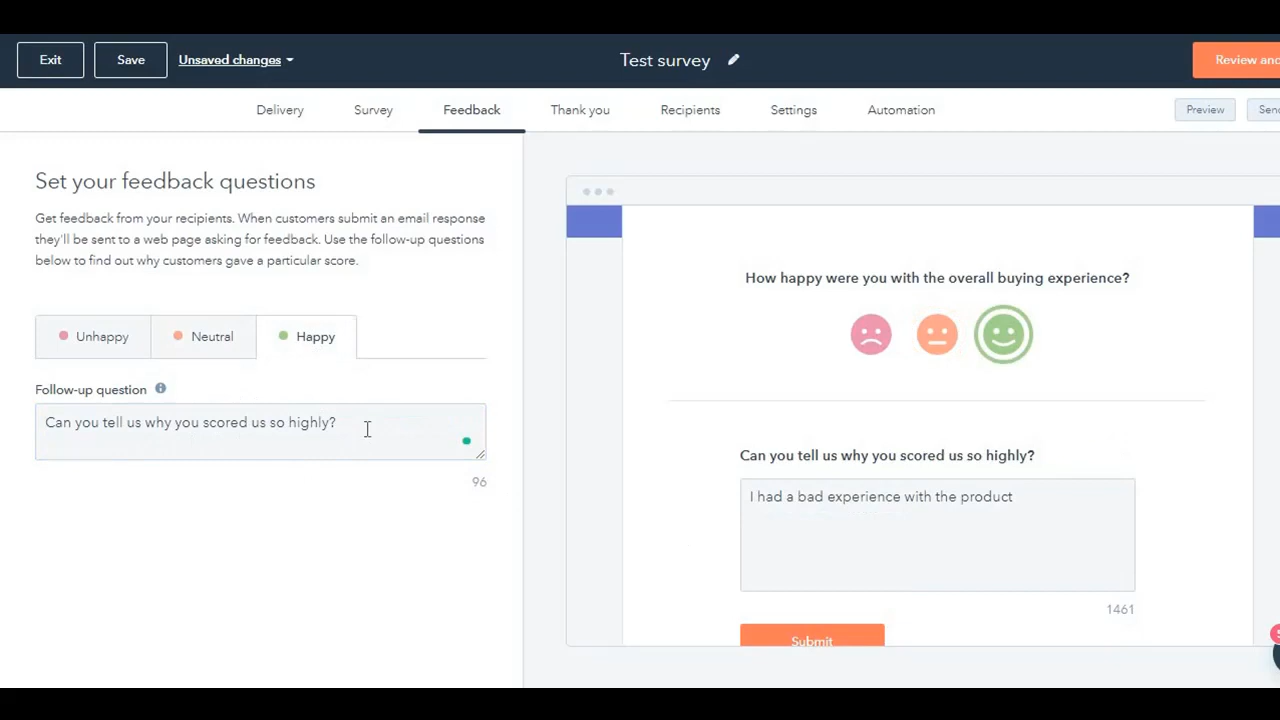 Exit
Save
Unsaved changes
Test survey
Review and
Delivery
Survey
Feedback
Thank you
Recipients
Settings
Automation
Preview
Send
Set your feedback questions
Get feedback from your recipients. When customers submit an email response
they'll be sent to a web page asking for feedback. Use the follow-up questions
below to find out why customers gave a particular score.
Unhappy
Neutral
Happy
Follow-up question
Can you tell us why you scored us so highly?
96
How happy were you with the overall buying experience?
Can you tell us why you scored us so highly?
I had a bad experience with the product
1461
Submit